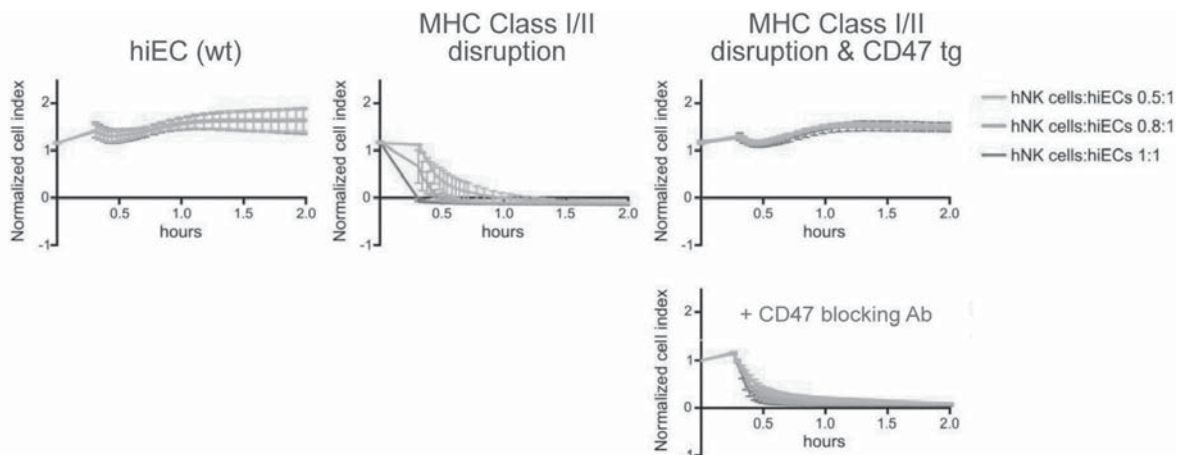 hiEC (wt)
MHC Class I/II
disruption
MHC Class I/II
disruption & CD47 tg
Normalized cell index
2
1
0
-1
0.5
1.0
1.5
2.0
hours
Normalized cell index
2
1
0
-1
0.5
1.0
1.5
2.0
hours
Normalized cell index
2
1
0
-1
0.5
1.0
1.5
2.0
hours
hNK cells:hiECs 0.5:1
hNK cells:hiECs 0.8:1
hNK cells:hiECs 1:1
+ CD47 blocking Ab
Normalized cell index
2
1
0
-1
0.5
1.0
1.5
2.0
hours